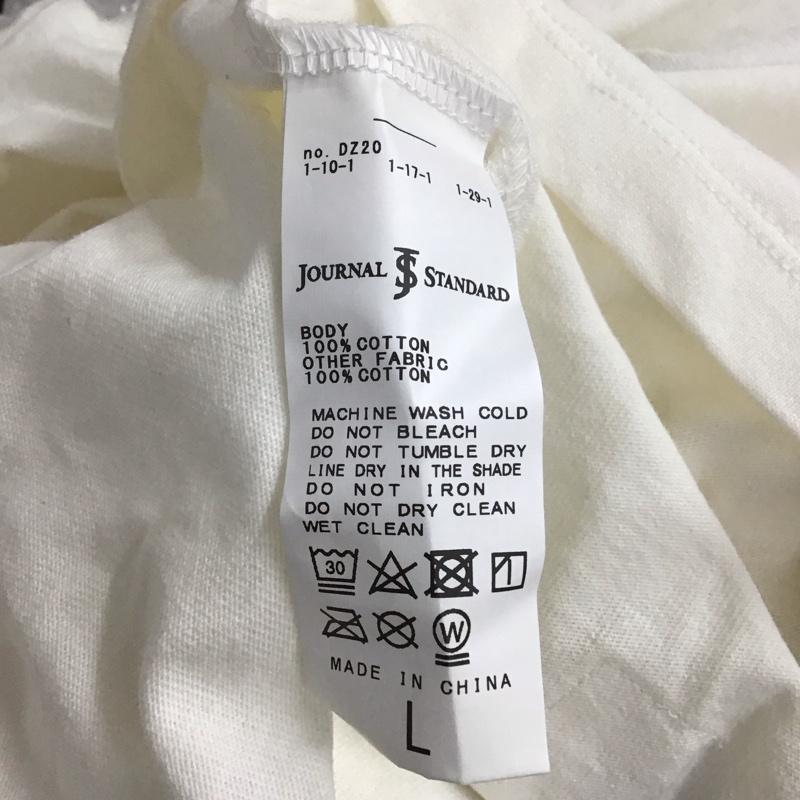 no. DZ20
1-10-1 1-17-1 1-29-1
JOURNAL JS STANDARD
BODY
100% COTTON
OTHER FABRIC
100% COTTON
MACHINE WASH COLD
DO NOT BLEACH
DO NOT TUMBLE DRY
LINE DRY IN THE SHADE
DO NOT IRON
DO NOT DRY CLEAN
WET CLEAN
30
W
MADE IN CHINA
L